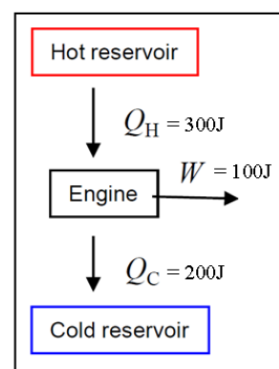 Hot reservoir
Q_H = 300J
W = 100J
Engine
Q_C = 200J
Cold reservoir